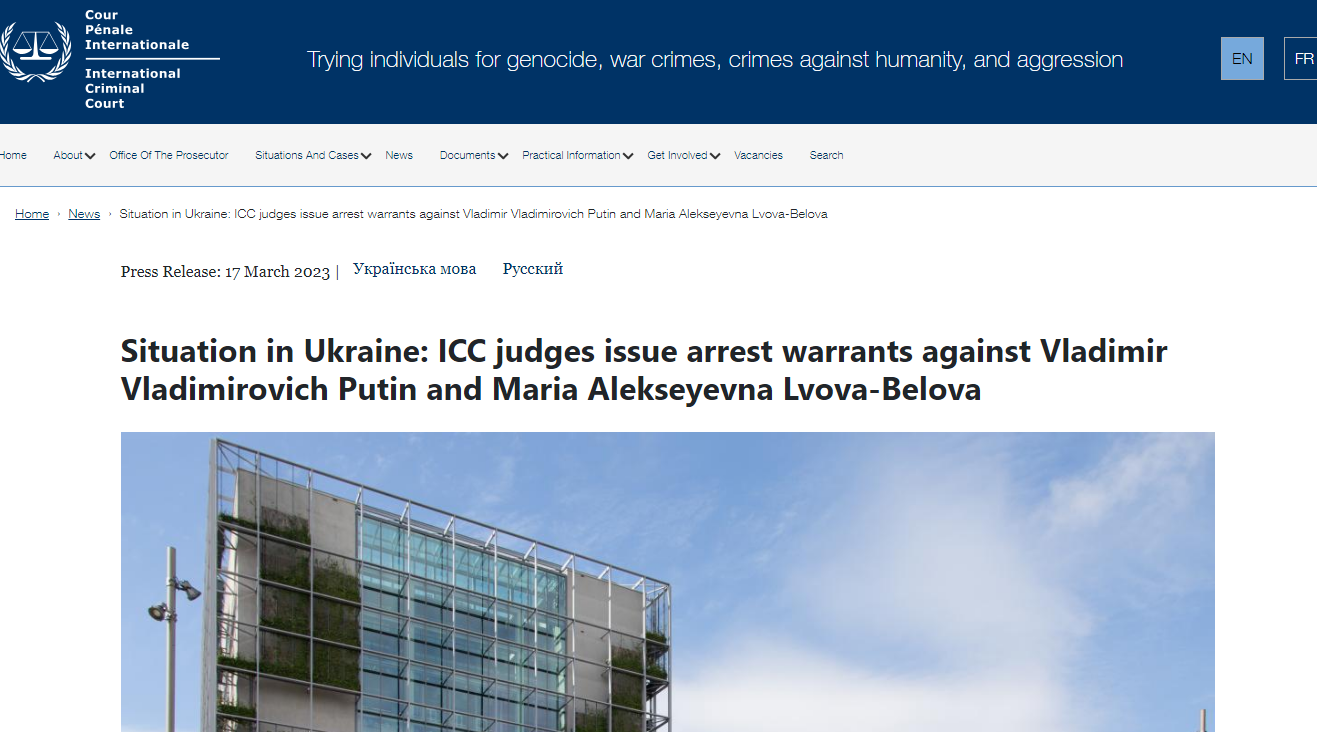 Cour
Pénale
Internationale
International
Criminal
Court
Trying individuals for genocide, war crimes, crimes against humanity, and aggression
EN
FR
Home
About
Office Of The Prosecutor
Situations And Cases
News
Documents
Practical Information
Get Involved
Vacancies
Search
Home › News › Situation in Ukraine: ICC judges issue arrest warrants against Vladimir Vladimirovich Putin and Maria Alekseyevna Lvova-Belova
Press Release: 17 March 2023 | Українська мова Русский
Situation in Ukraine: ICC judges issue arrest warrants against Vladimir
Vladimirovich Putin and Maria Alekseyevna Lvova-Belova